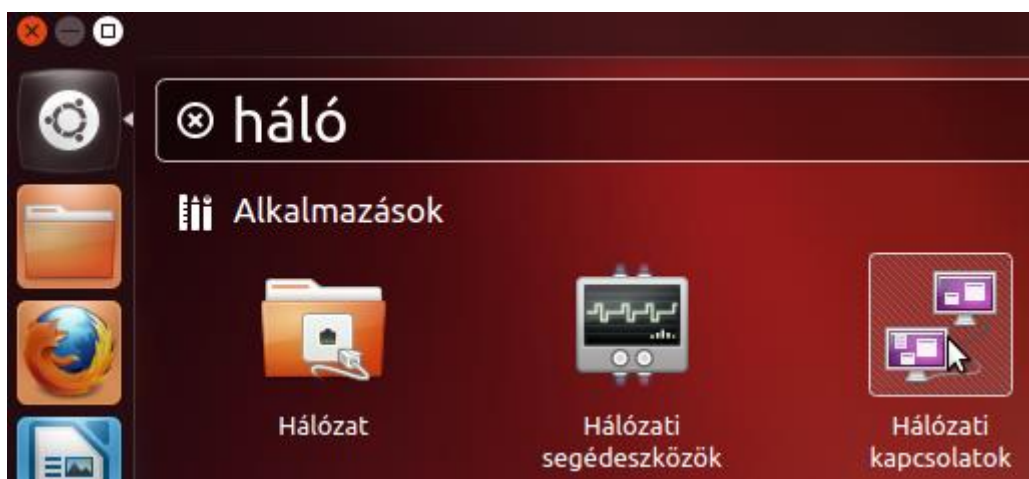 háló
Alkalmazások
Hálózat
Hálózati
segédeszközök
Hálózati
kapcsolatok